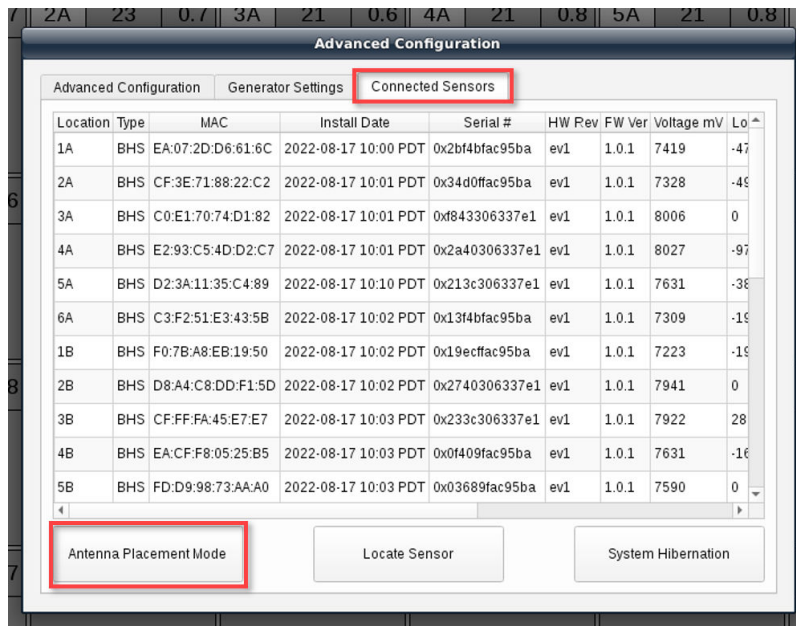 7 2A 23 0.7 3A 21 0.6 4A 21 0.8 5A 21 0.8
Advanced Configuration
Advanced Configuration Generator Settings Connected Sensors
Location Type MAC Install Date Serial # HW Rev FW Ver Voltage mV Lo
1A BHS EA:07:2D:D6:61:6C 2022-08-17 10:00 PDT 0x2bf4bfac95ba ev1 1.0.1 7419 -47
2A BHS CF:3E:71:88:22:C2 2022-08-17 10:01 PDT 0x34d0ffac95ba ev1 1.0.1 7328 -49
3A BHS C0:E1:70:74:D1:82 2022-08-17 10:01 PDT 0xf843306337e1 ev1 1.0.1 8006 0
4A BHS E2:93:C5:4D:D2:C7 2022-08-17 10:01 PDT 0x2a40306337e1 ev1 1.0.1 8027 -97
5A BHS D2:3A:11:35:C4:89 2022-08-17 10:10 PDT 0x213c306337e1 ev1 1.0.1 7631 -38
6A BHS C3:F2:51:E3:43:5B 2022-08-17 10:02 PDT 0x13f4bfac95ba ev1 1.0.1 7309 -19
1B BHS F0:7B:A8:EB:19:50 2022-08-17 10:02 PDT 0x19ecffac95ba ev1 1.0.1 7223 -19
2B BHS D8:A4:C8:DD:F1:5D 2022-08-17 10:02 PDT 0x2740306337e1 ev1 1.0.1 7941 0
3B BHS CF:FF:FA:45:E7:E7 2022-08-17 10:03 PDT 0x233c306337e1 ev1 1.0.1 7922 28
4B BHS EA:CF:F8:05:25:B5 2022-08-17 10:03 PDT 0x0f409fac95ba ev1 1.0.1 7631 -16
5B BHS FD:D9:98:73:AA:A0 2022-08-17 10:03 PDT 0x03689fac95ba ev1 1.0.1 7590 0
Antenna Placement Mode Locate Sensor System Hibernation
6
8
7